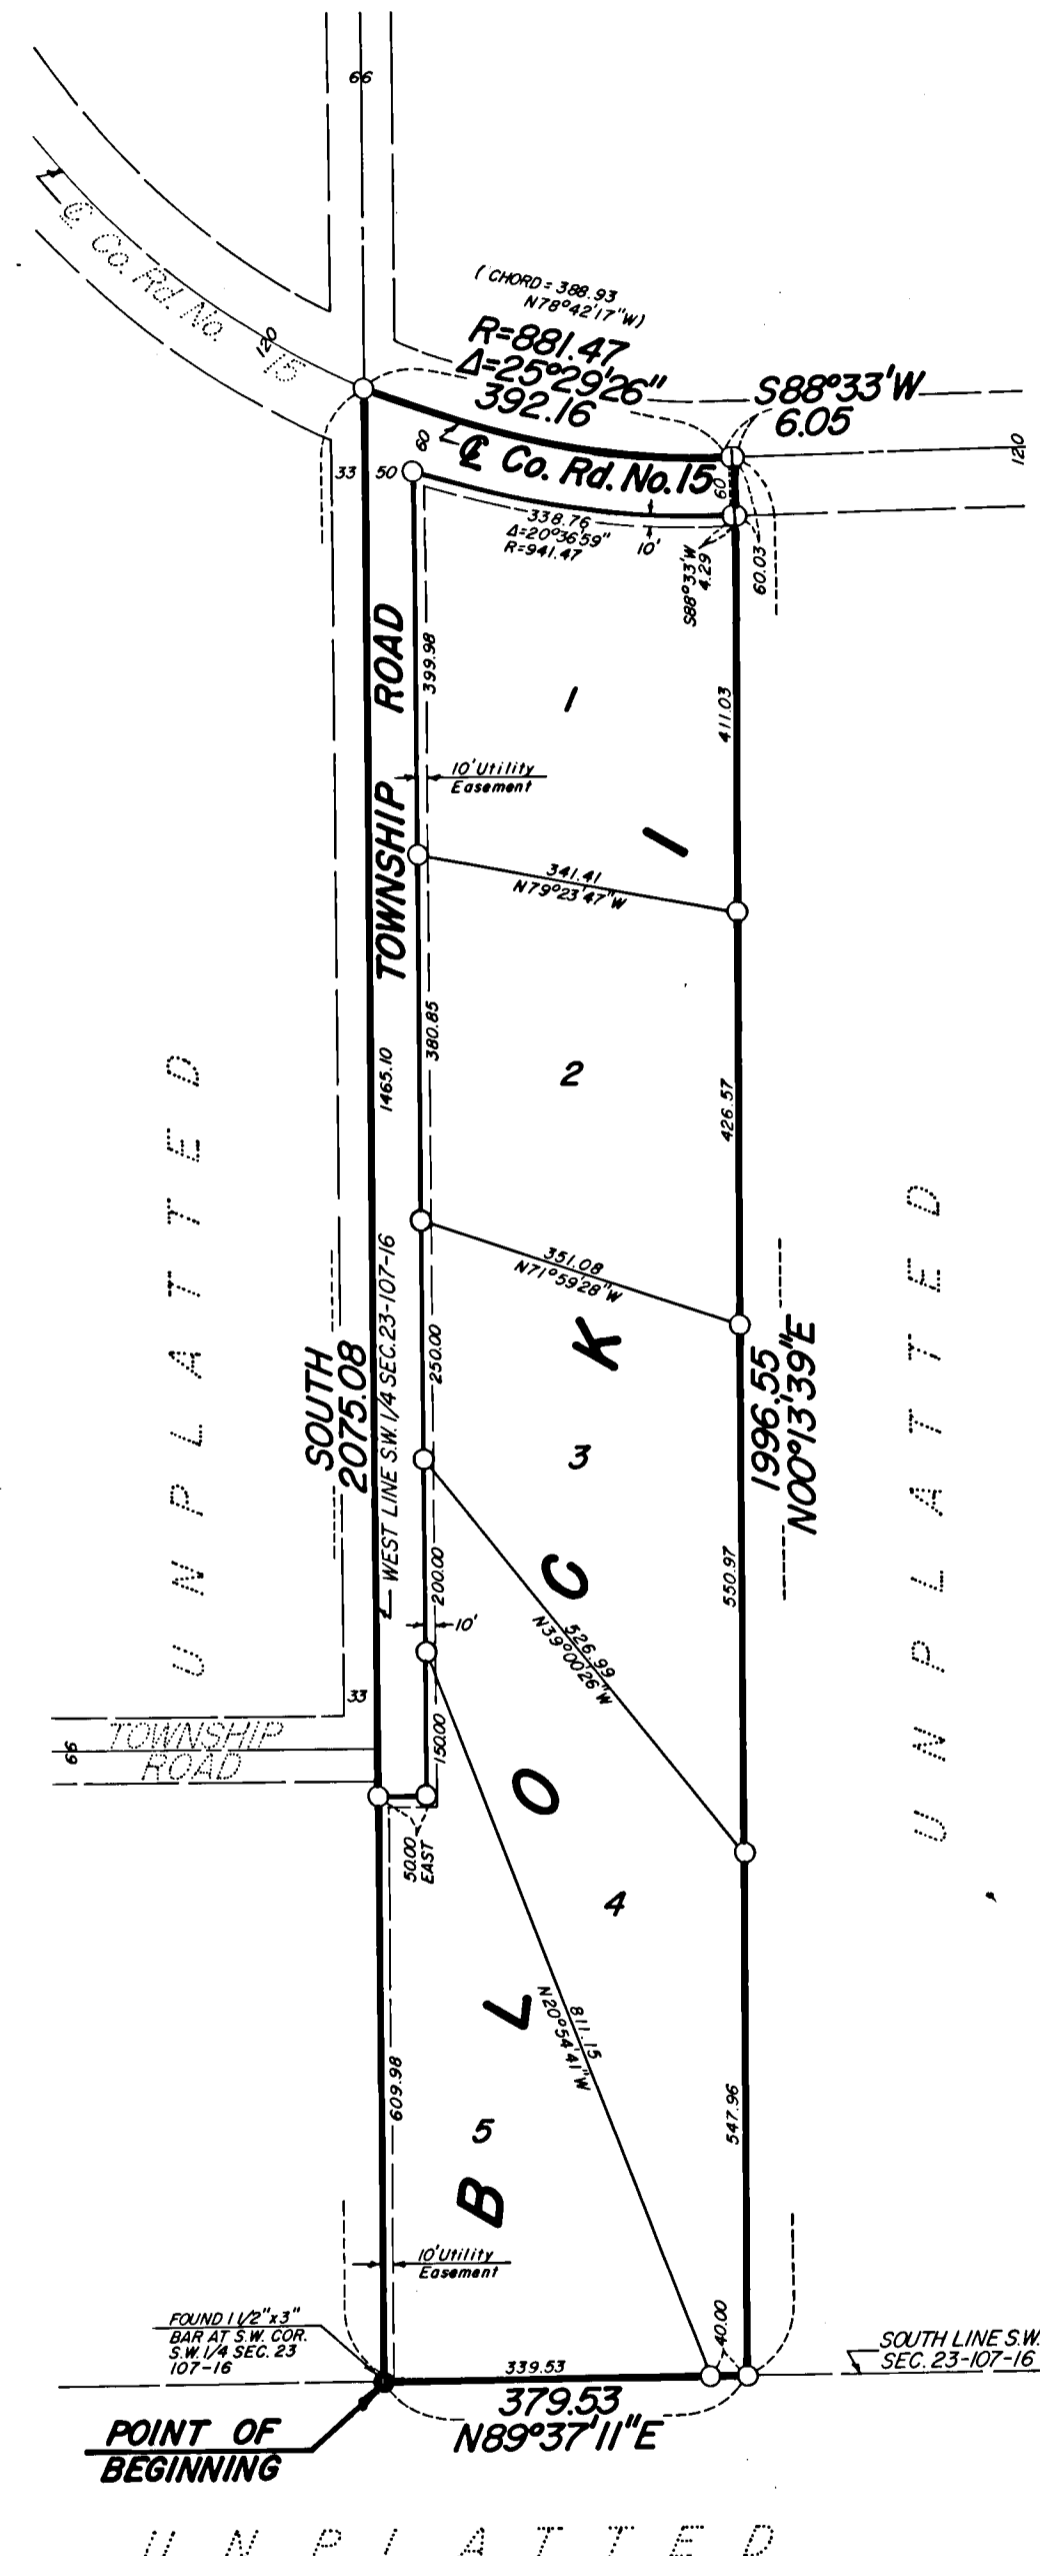 66
℄ Co. Rd. No. 15
120
( CHORD = 388.93
N78°42'17"W)
R=881.47
Δ=25°29'26"
392.16
S88°33'W
6.05
120
33
50
60
℄ Co. Rd. No. 15
60
338.76
Δ=20°36'59"
R=941.47
10'
S88°33'W
4.29
60.03
TOWNSHIP ROAD
399.98
1
411.03
10' Utility
Easement
341.41
N79°23'47"W
380.85
2
426.57
1465.10
351.08
N71°59'28"W
UNPLATTED
UNPLATTED
WEST LINE S.W. 1/4 SEC. 23-107-16
SOUTH
2075.08
250.00
3
1996.55
N00°13'39"E
BLOCK 1
200.00
10'
526.99
N39°00'26"W
550.97
33
TOWNSHIP
ROAD
66
150.00
50.00
EAST
4
811.15
N20°54'41"W
609.98
5
547.96
10' Utility
Easement
FOUND 1 1/2" x 3"
BAR AT S.W. COR.
S.W. 1/4 SEC. 23
107-16
40.00
SOUTH LINE S.W.
SEC. 23-107-16
339.53
379.53
N89°37'11"E
POINT OF
BEGINNING
UNPLATTED